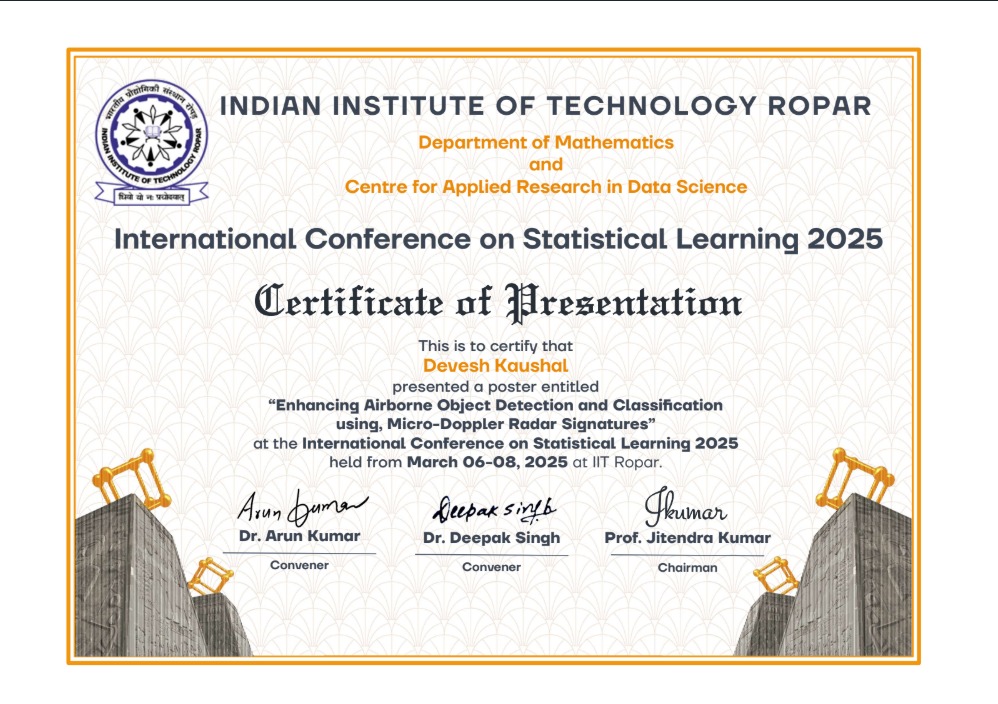 भारतीय प्रौद्योगिकी संस्थान रोपड़
INDIAN INSTITUTE OF TECHNOLOGY ROPAR
धियो यो नः प्रचोदयात्
INDIAN INSTITUTE OF TECHNOLOGY ROPAR
Department of Mathematics
and
Centre for Applied Research in Data Science
International Conference on Statistical Learning 2025
Certificate of Presentation
This is to certify that
Devesh Kaushal
presented a poster entitled
“Enhancing Airborne Object Detection and Classification
using, Micro-Doppler Radar Signatures”
at the International Conference on Statistical Learning 2025
held from March 06-08, 2025 at IIT Ropar.
Arun Kumar Deepak Singh Jkumar
Dr. Arun Kumar Dr. Deepak Singh Prof. Jitendra Kumar
Convener Convener Chairman